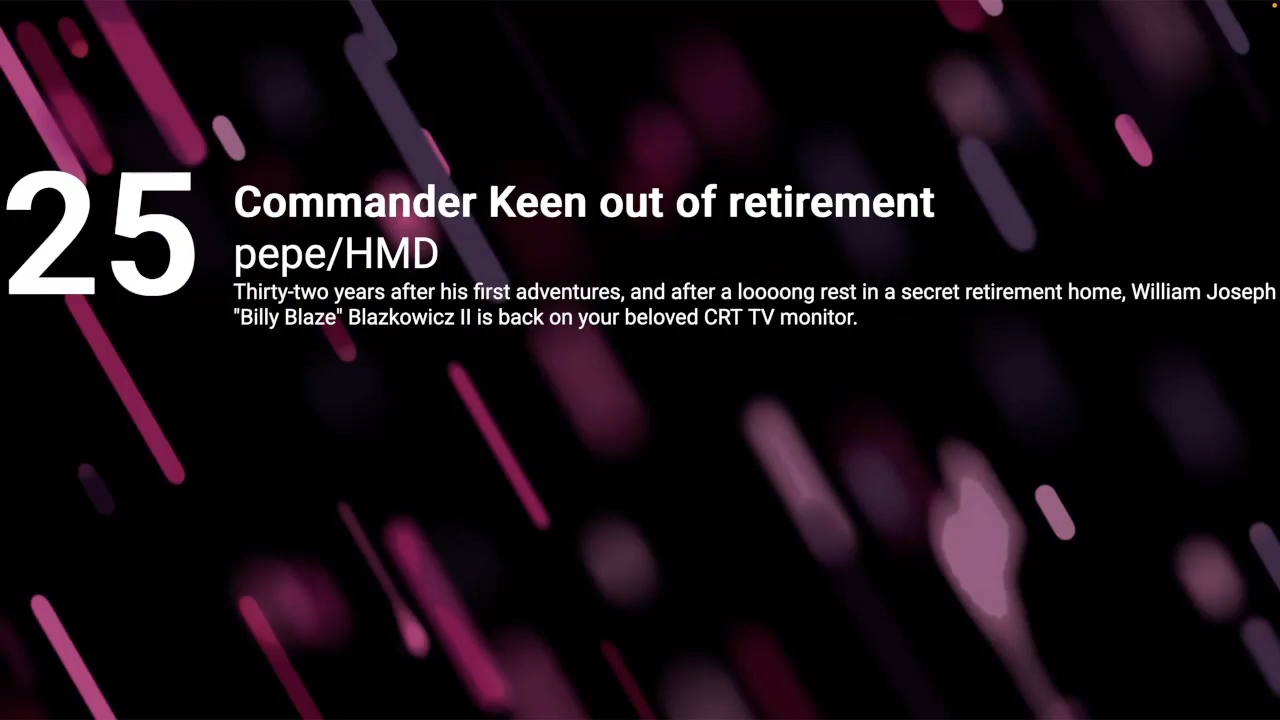 25
Commander Keen out of retirement
pepe/HMD
Thirty-two years after his first adventures, and after a loooong rest in a secret retirement home, William Joseph
"Billy Blaze" Blazkowicz II is back on your beloved CRT TV monitor.